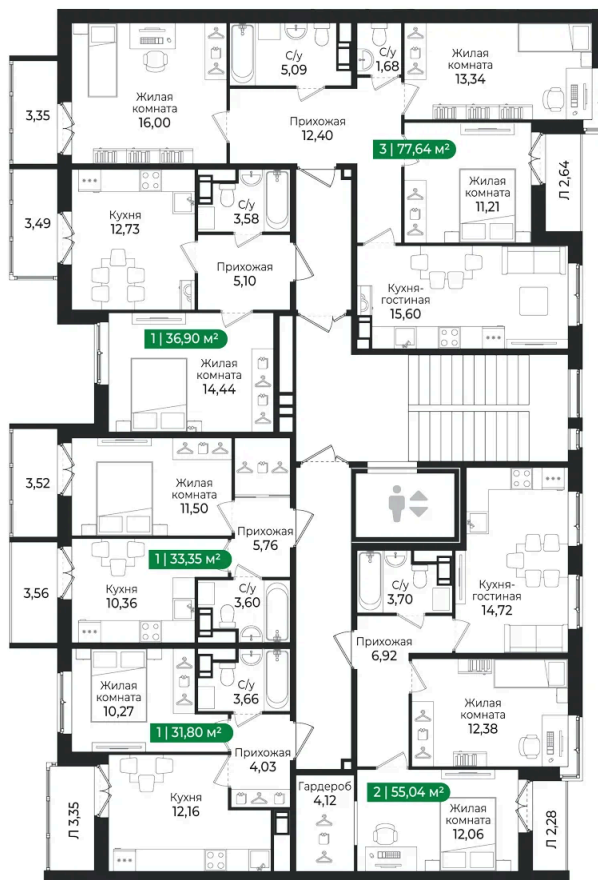 С/у
5,09
С/у
1,68
Жилая
комната
13,34
3,35
Жилая
комната
16,00
Прихожая
12,40
3 | 77,64 м²
Жилая
комната
11,21
Л 2,64
3,49
Кухня
12,73
С/у
3,58
Прихожая
5,10
Кухня-
гостиная
15,60
1 | 36,90 м²
Жилая
комната
14,44
3,52
Жилая
комната
11,50
Прихожая
5,76
1 | 33,35 м²
3,56
Кухня
10,36
С/у
3,60
С/у
3,70
Кухня-
гостиная
14,72
Прихожая
6,92
Жилая
комната
10,27
С/у
3,66
1 | 31,80 м²
Прихожая
4,03
Жилая
комната
12,38
Л 3,35
Кухня
12,16
Гардероб
4,12
2 | 55,04 м²
Жилая
комната
12,06
Л 2,28